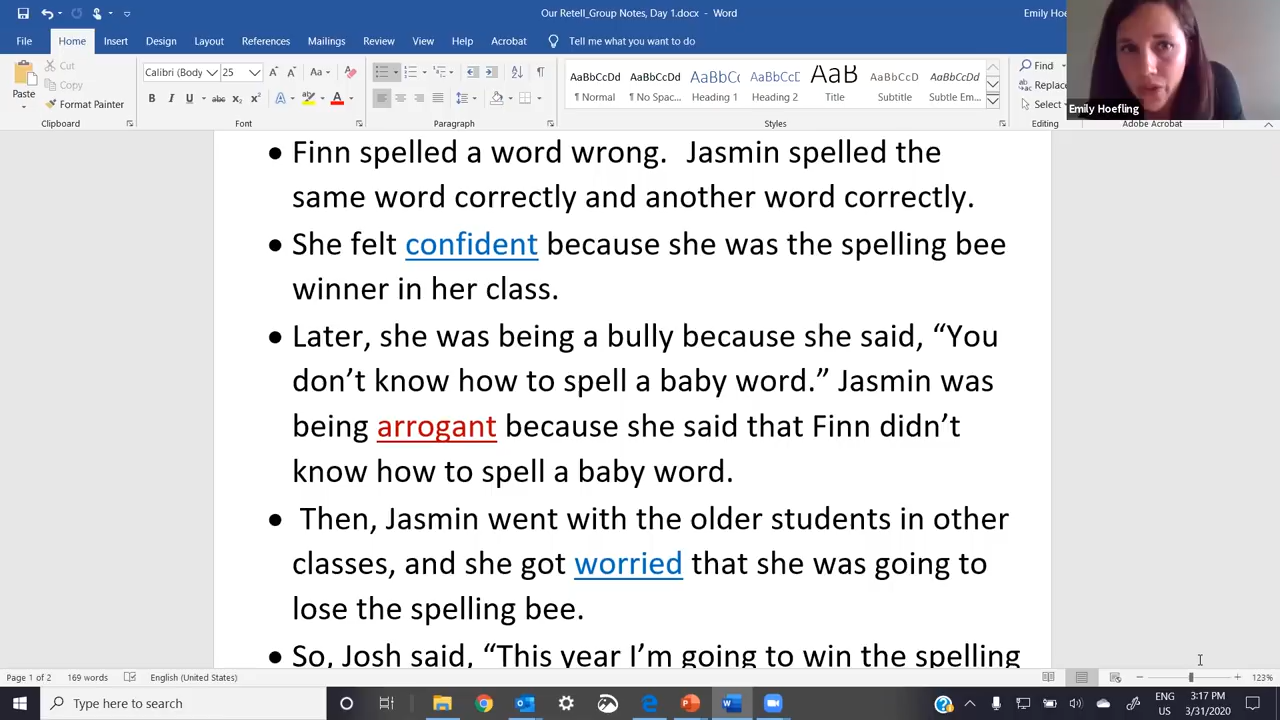 Our Retell_Group Notes, Day 1.docx - Word
Emily Hoe
File Home Insert Design Layout References Mailings Review View Help Acrobat Tell me what you want to do
Paste
Cut
Copy
Format Painter
Clipboard
Calibri (Body 25 A A Aa
B I U abc x₂ x² A A
Font
Paragraph
AaBbCcDd AaBbCcDd AaBbCc AaBbCcD AaB AaBbCcD AaBbCcDd
¶ Normal ¶ No Spac... Heading 1 Heading 2 Title Subtitle Subtle Em...
Styles
Find
Replace
Select
Editing
Emily Hoefling
Adobe Acrobat
• Finn spelled a word wrong. Jasmin spelled the
same word correctly and another word correctly.
• She felt confident because she was the spelling bee
winner in her class.
• Later, she was being a bully because she said, “You
don’t know how to spell a baby word.” Jasmin was
being arrogant because she said that Finn didn’t
know how to spell a baby word.
• Then, Jasmin went with the older students in other
classes, and she got worried that she was going to
lose the spelling bee.
• So, Josh said, “This year I’m going to win the spelling
Page 1 of 2 169 words English (United States) 123%
Type here to search
ENG
US
3:17 PM
3/31/2020